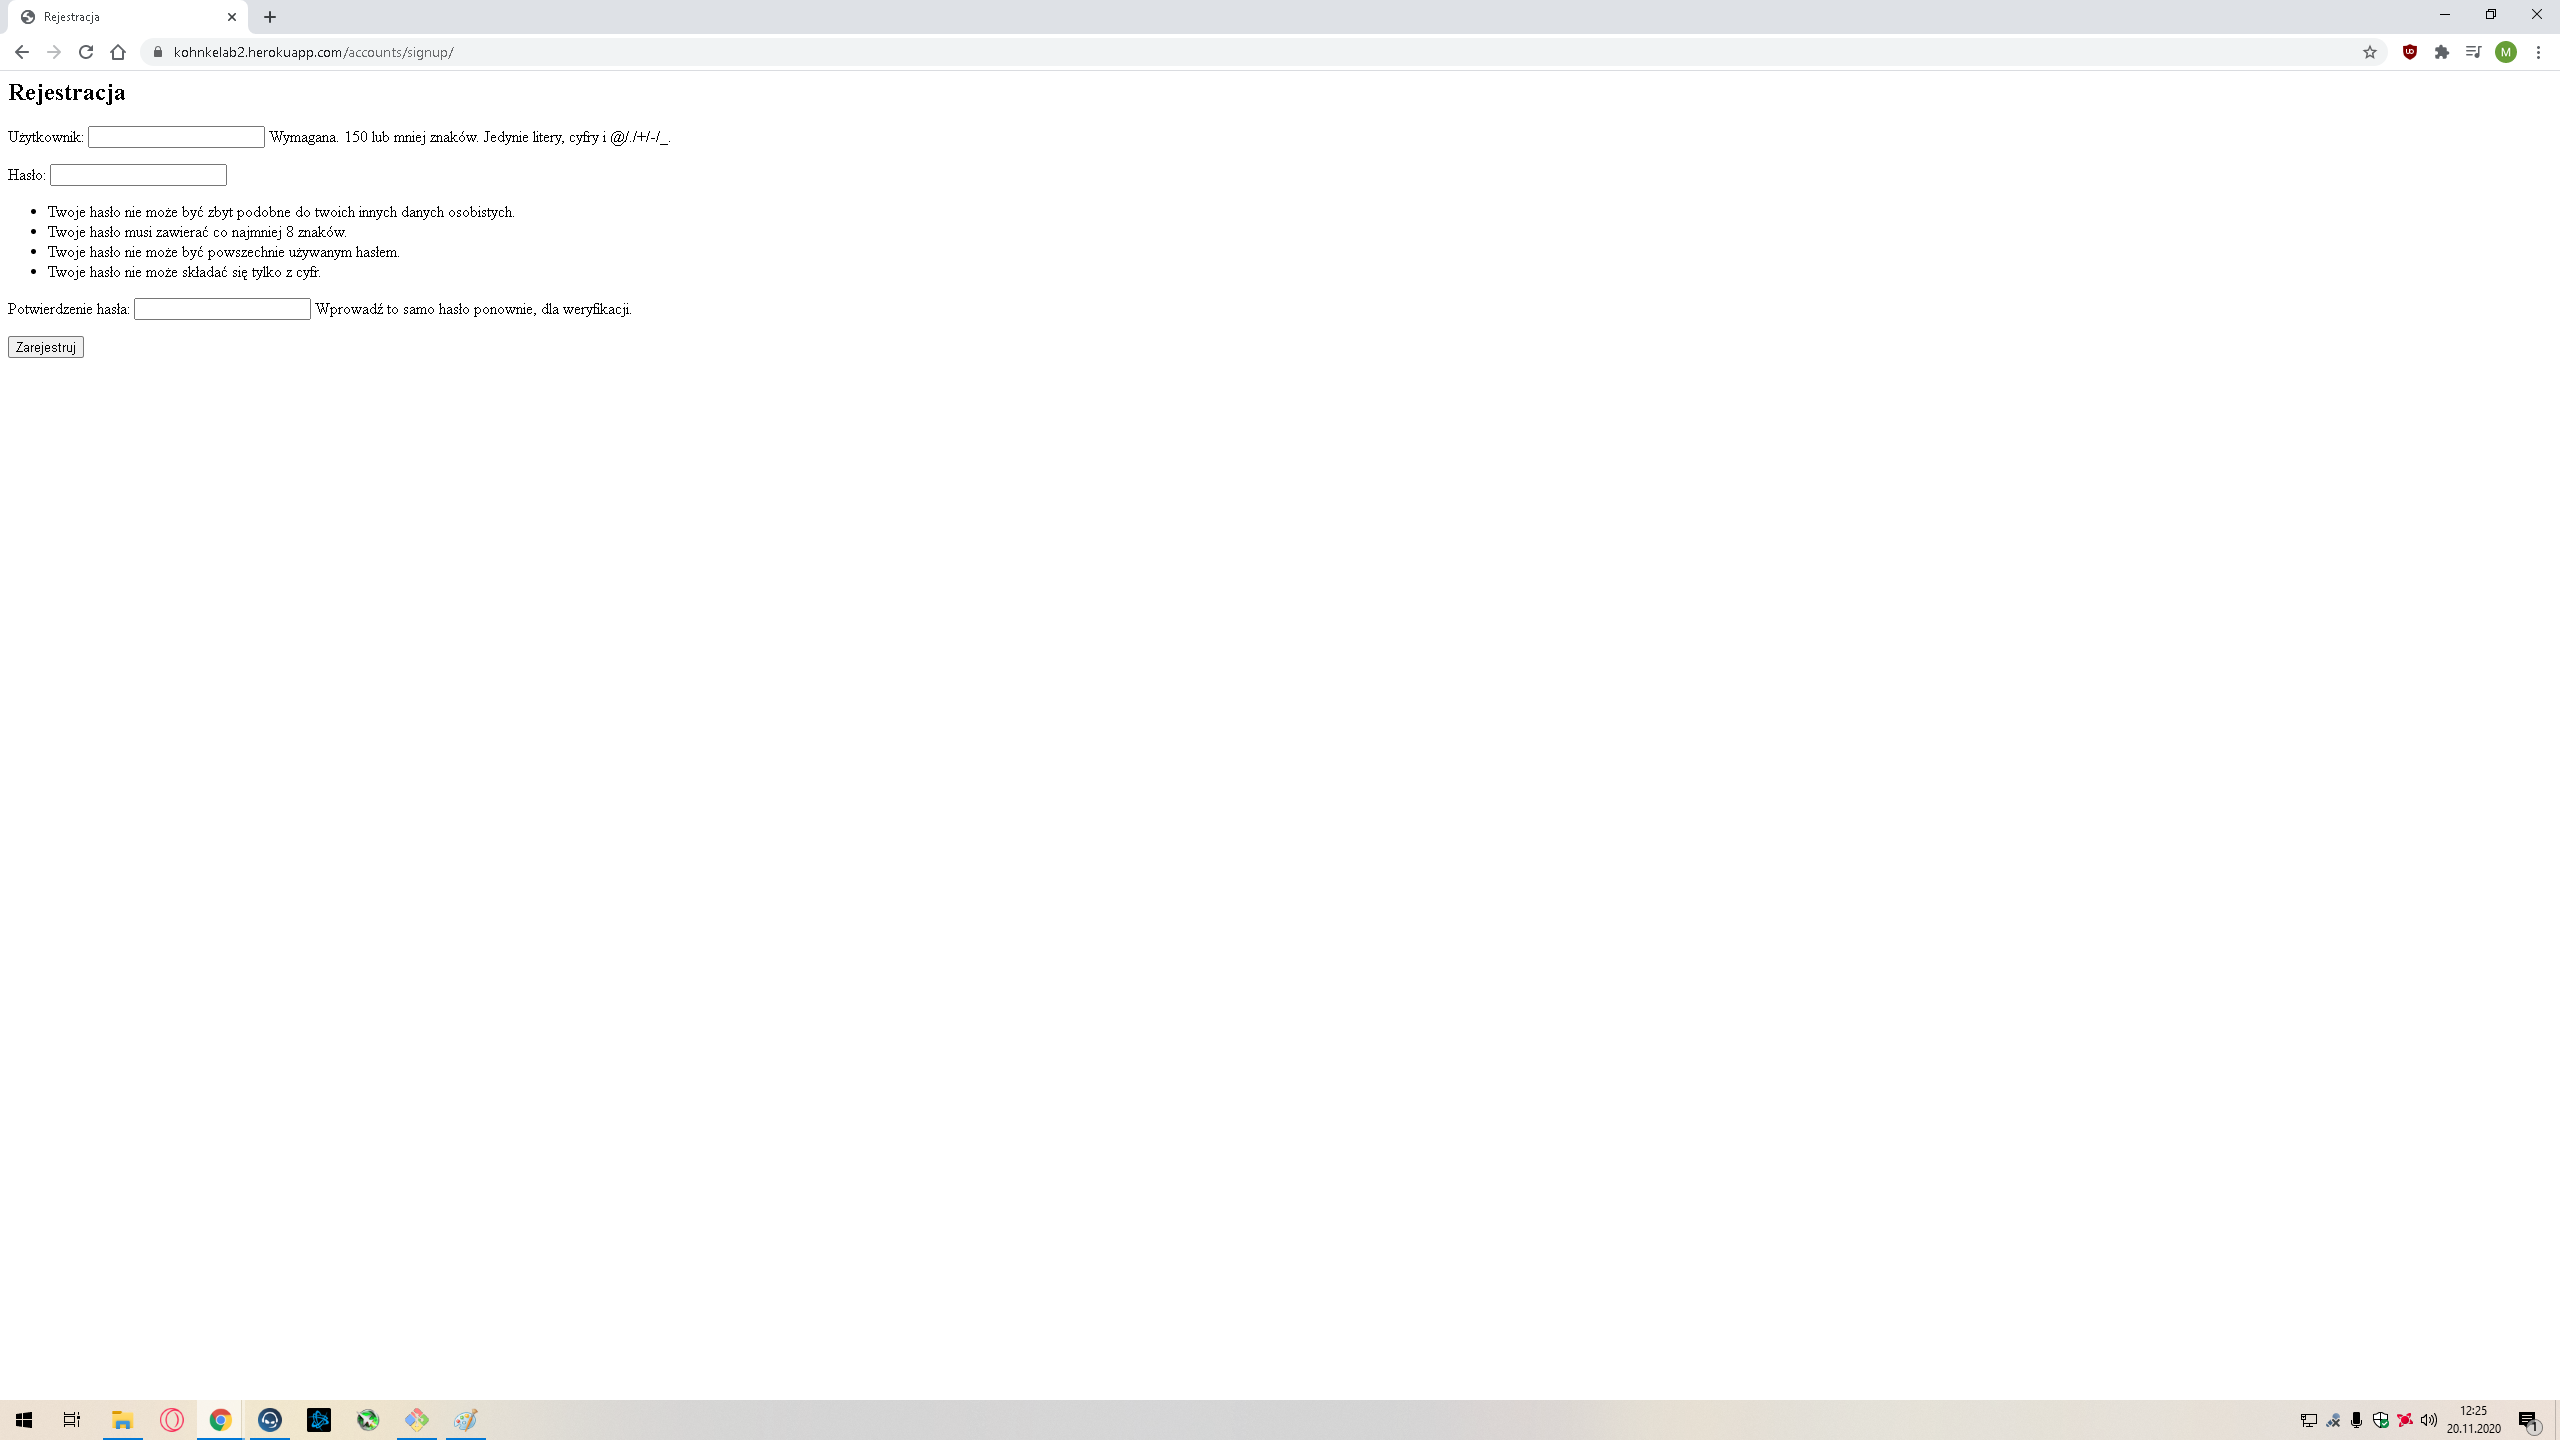 Rejestracja
kohnkelab2.herokuapp.com/accounts/signup/
M
Rejestracja
Użytkownik: Wymagana. 150 lub mniej znaków. Jedynie litery, cyfry i @/./+/-/_.
Hasło:
• Twoje hasło nie może być zbyt podobne do twoich innych danych osobistych.
• Twoje hasło musi zawierać co najmniej 8 znaków.
• Twoje hasło nie może być powszechnie używanym hasłem.
• Twoje hasło nie może składać się tylko z cyfr.
Potwierdzenie hasła: Wprowadź to samo hasło ponownie, dla weryfikacji.
Zarejestruj
12:25
20.11.2020
1